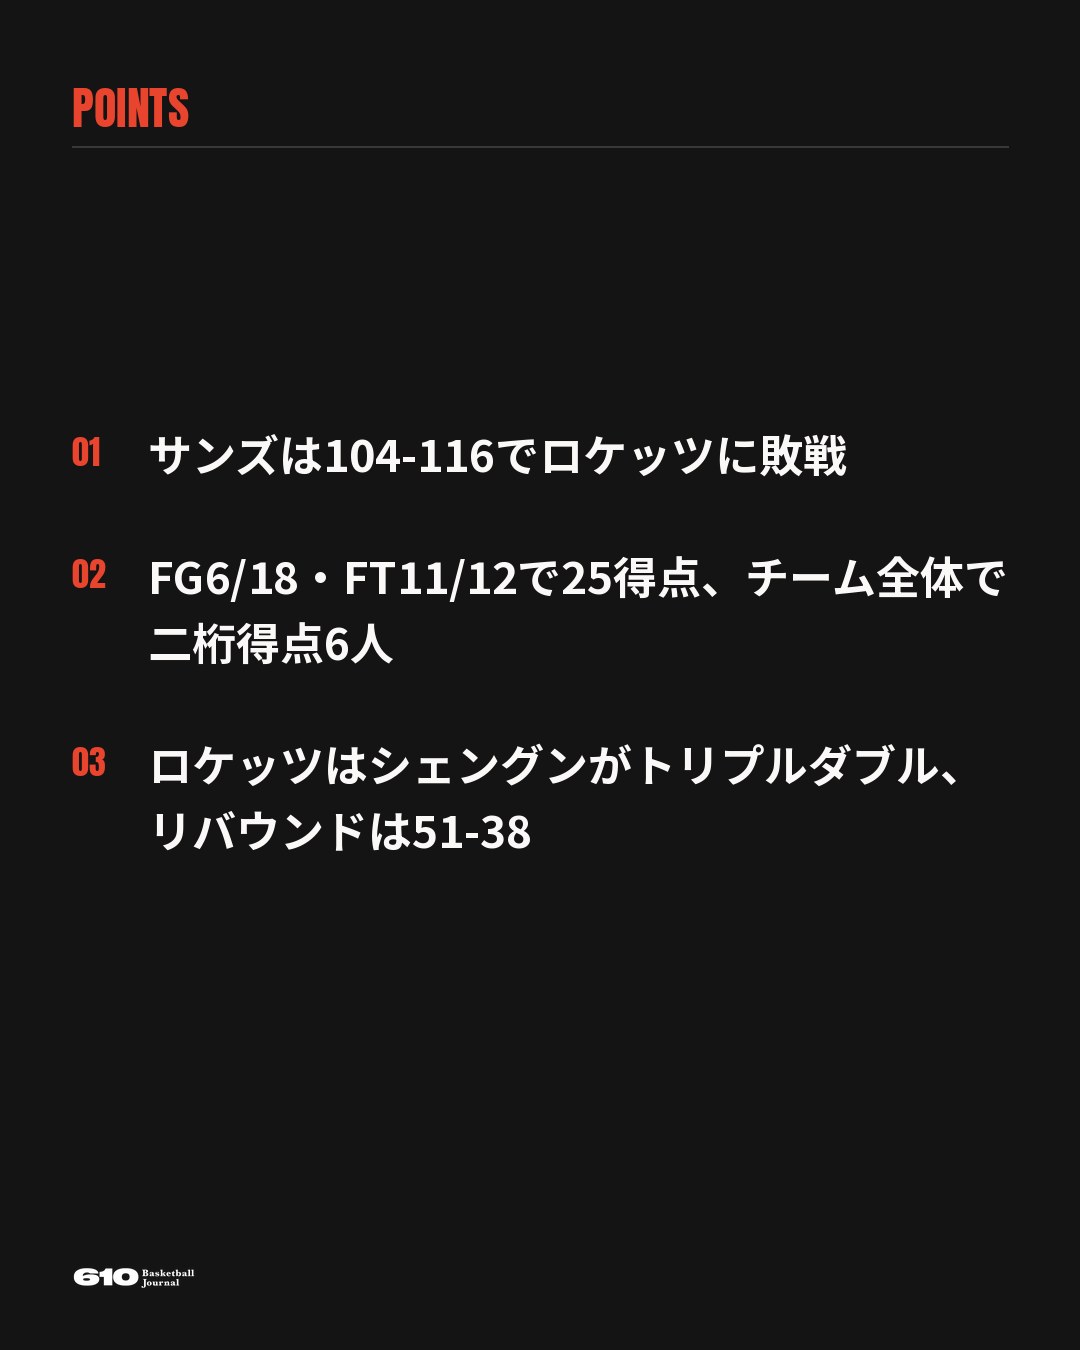 POINTS
01 サンズは104-116でロケッツに敗戦
02 FG6/18・FT11/12で25得点、チーム全体で
二桁得点6人
03 ロケッツはシェングンがトリプルダブル、
リバウンドは51-38
610 Basketball
Journal